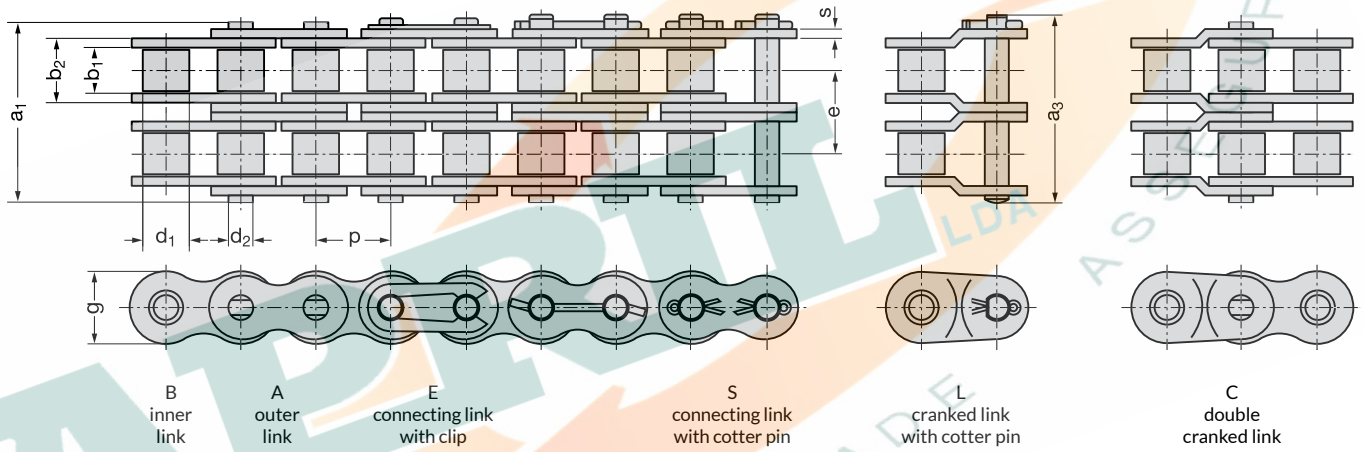 s
a1
b2
b1
e
a3
d1
d2
p
g
B
inner
link
A
outer
link
E
connecting link
with clip
S
connecting link
with cotter pin
L
cranked link
with cotter pin
C
double
cranked link
APRIL
LDA